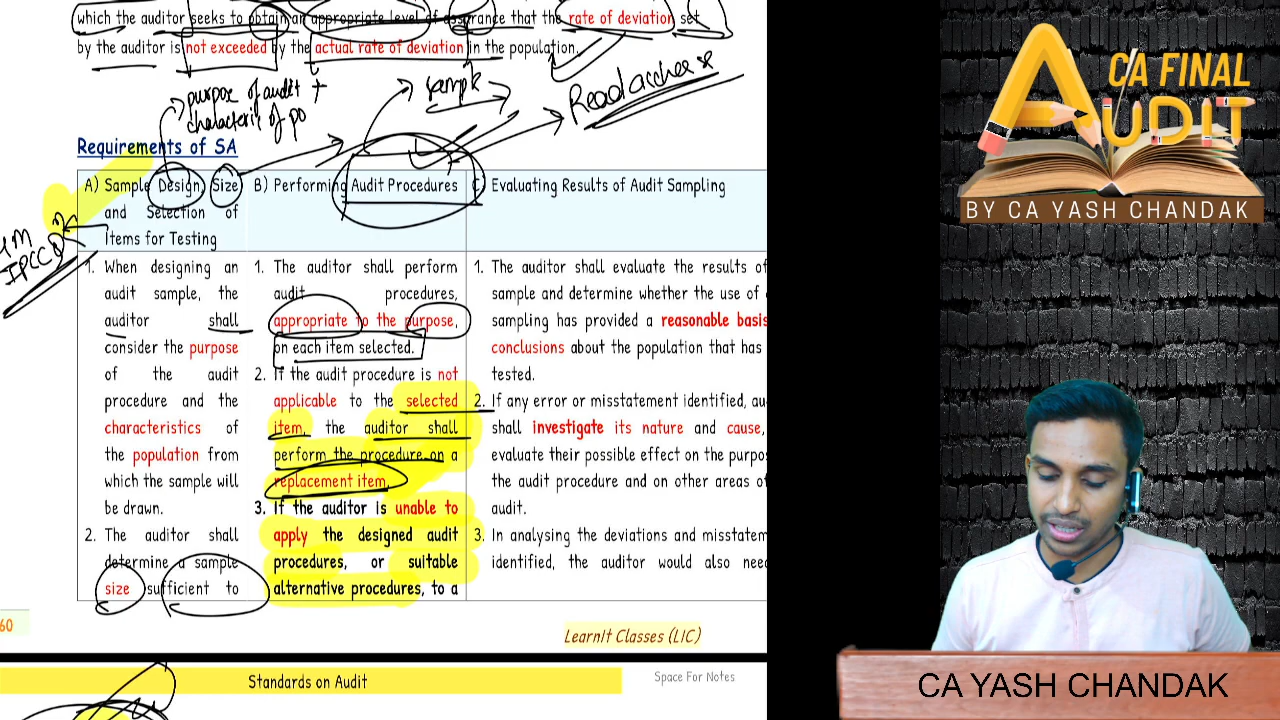 which the auditor seeks to obtain an appropriate level of assurance that the rate of deviation set
by the auditor is not exceeded by the actual rate of deviation in the population.
purpose of audit +
characteristic of po
sample
Requirements of SA
A) Sample Design, Size
and Selection of
Items for Testing
B) Performing Audit Procedures
Evaluating Results of Audit Sampling
4M
IPCC
1. When designing an
audit sample, the
auditor shall
consider the purpose
of the audit
procedure and the
characteristics of
the population from
which the sample will
be drawn.
2. The auditor shall
determine a sample
size sufficient to
1. The auditor shall perform
audit procedures,
appropriate to the purpose,
on each item selected.
2. If the audit procedure is not
applicable to the selected
item, the auditor shall
perform the procedure on a
replacement item.
3. If the auditor is unable to
apply the designed audit
procedures, or suitable
alternative procedures, to a
1. The auditor shall evaluate the results of
sample and determine whether the use of
sampling has provided a reasonable basis
conclusions about the population that has
tested.
2. If any error or misstatement identified, au
shall investigate its nature and cause,
evaluate their possible effect on the purpos
the audit procedure and on other areas of
audit.
3. In analysing the deviations and misstatem
identified, the auditor would also need
60
LearnIt Classes (LIC)
Standards on Audit
Space For Notes
CA FINAL
AUDIT
BY CA YASH CHANDAK
CA YASH CHANDAK